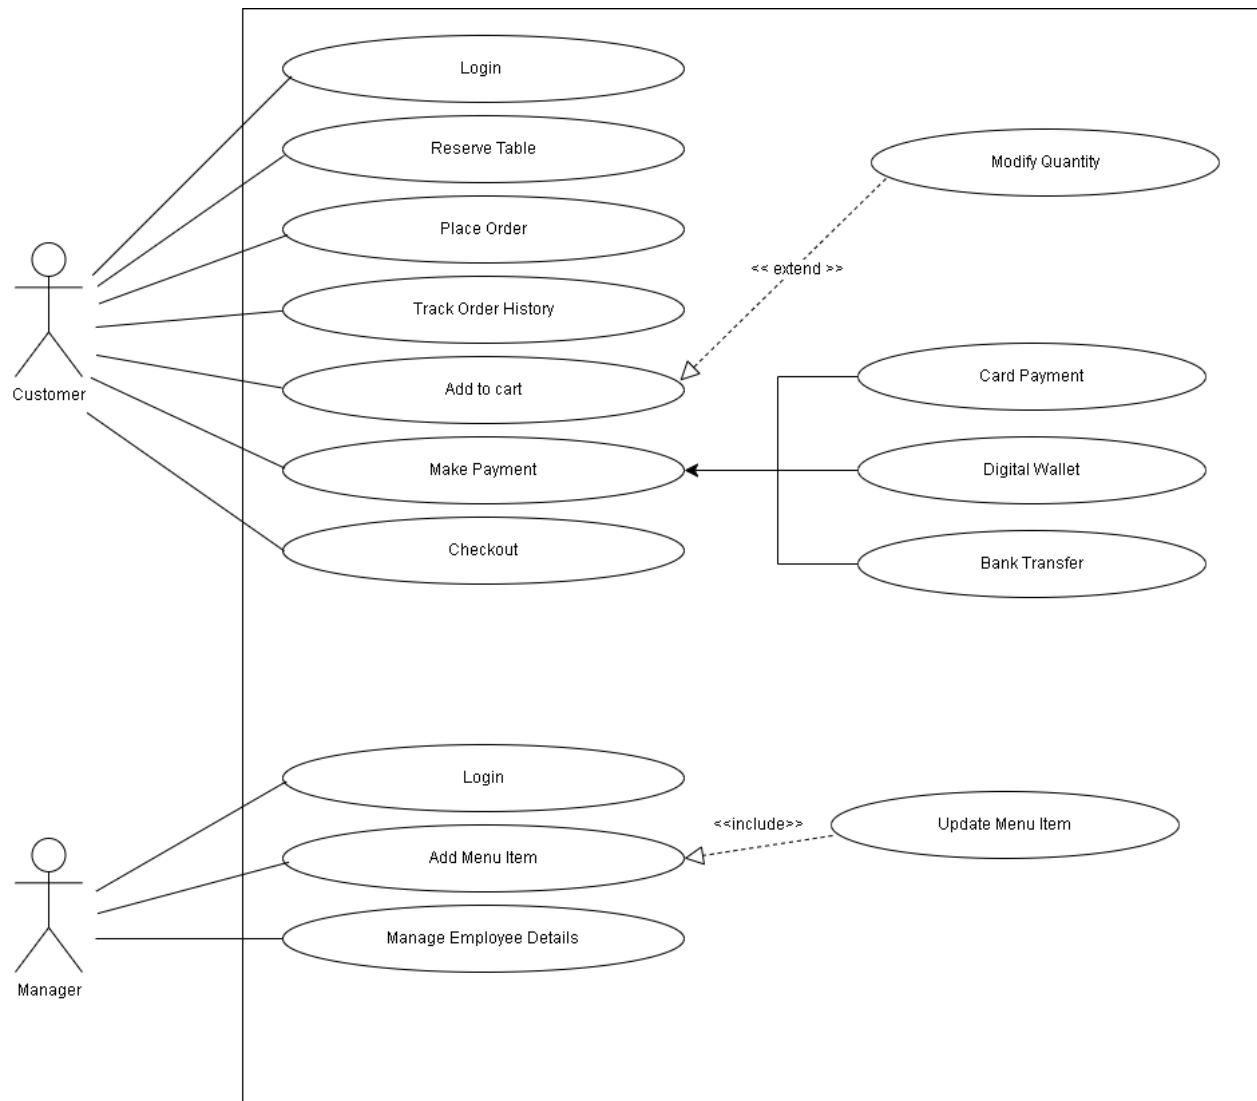 Login
Reserve Table
Modify Quantity
Place Order
<< extend >>
Track Order History
Customer
Add to cart
Card Payment
Make Payment
Digital Wallet
Checkout
Bank Transfer
Login
<<include>>
Update Menu Item
Add Menu Item
Manage Employee Details
Manager